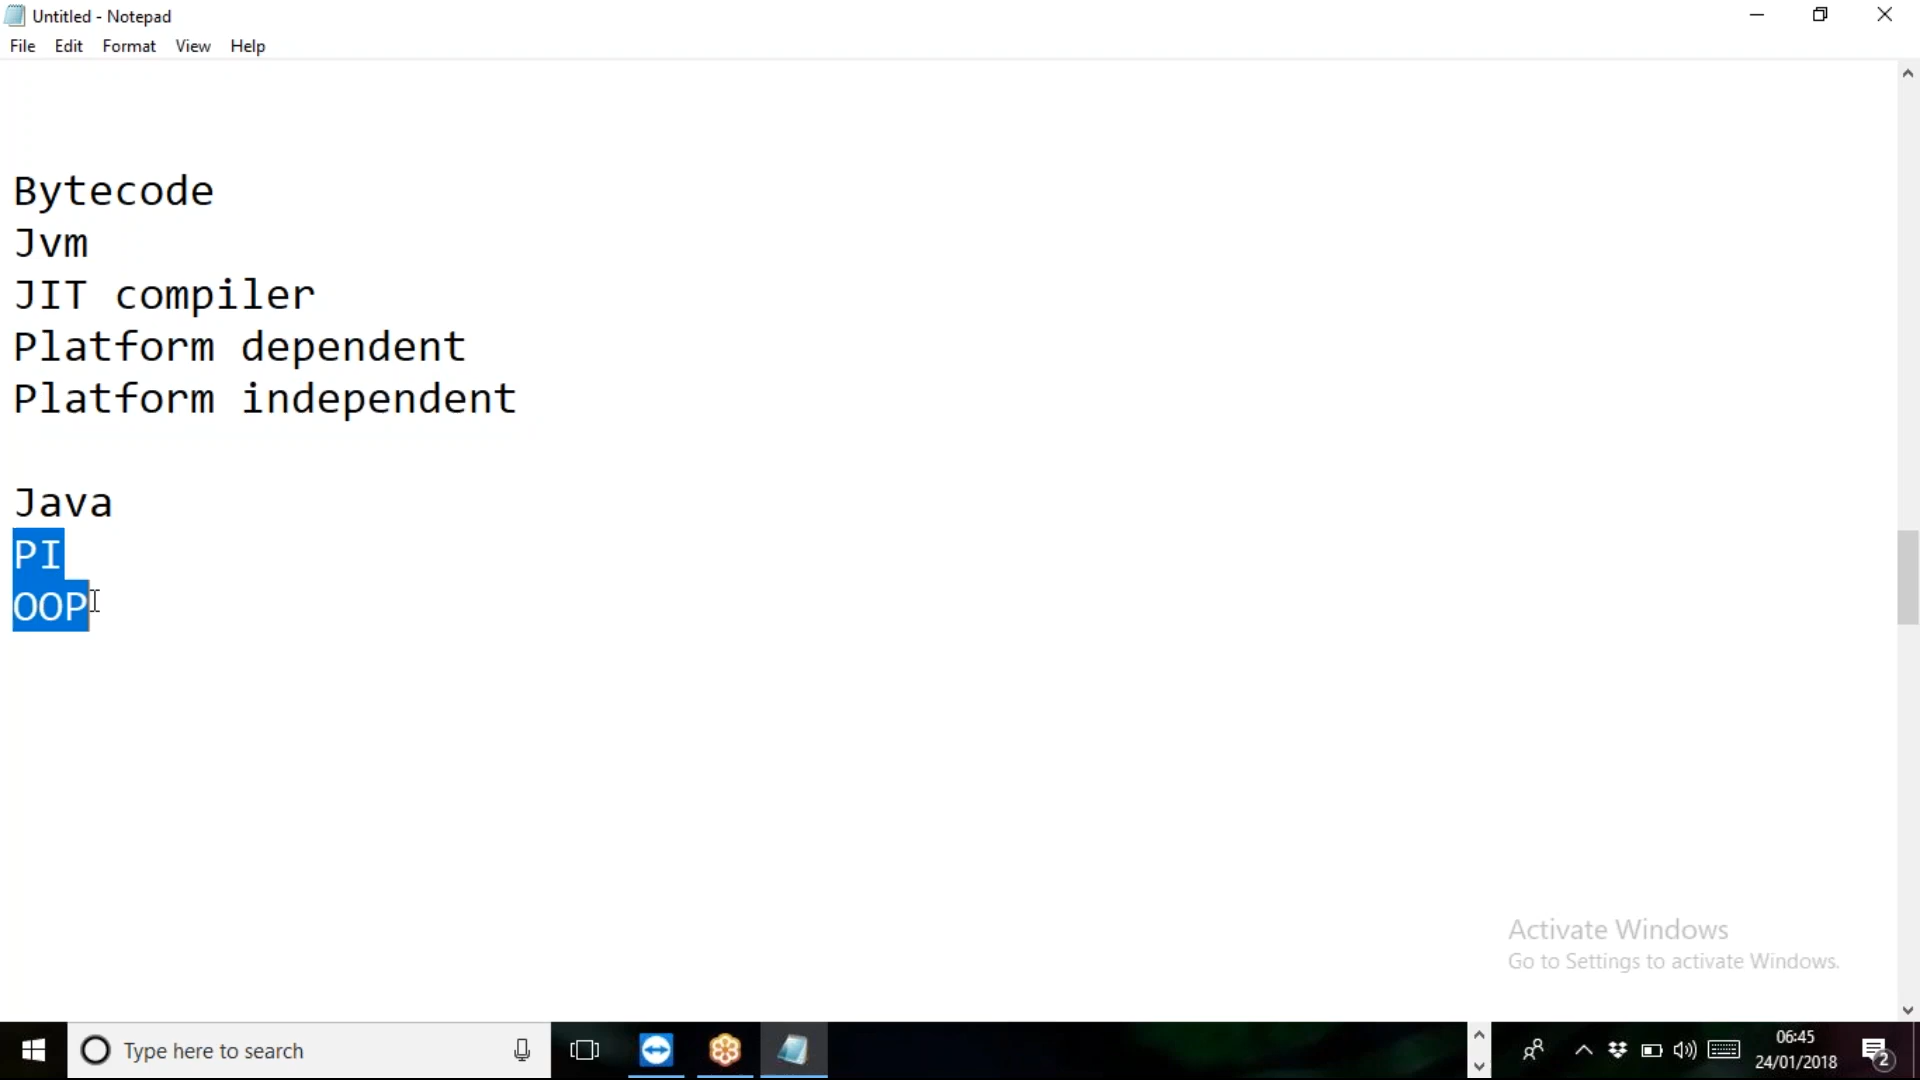 Untitled - Notepad
File Edit Format View Help
Bytecode
Jvm
JIT compiler
Platform dependent
Platform independent
Java
PI
OOP
Activate Windows
Go to Settings to activate Windows.
Type here to search
06:45
24/01/2018
2